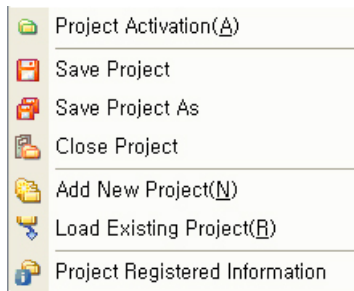 Project Activation(A)
Save Project
Save Project As
Close Project
Add New Project(N)
Load Existing Project(R)
Project Registered Information